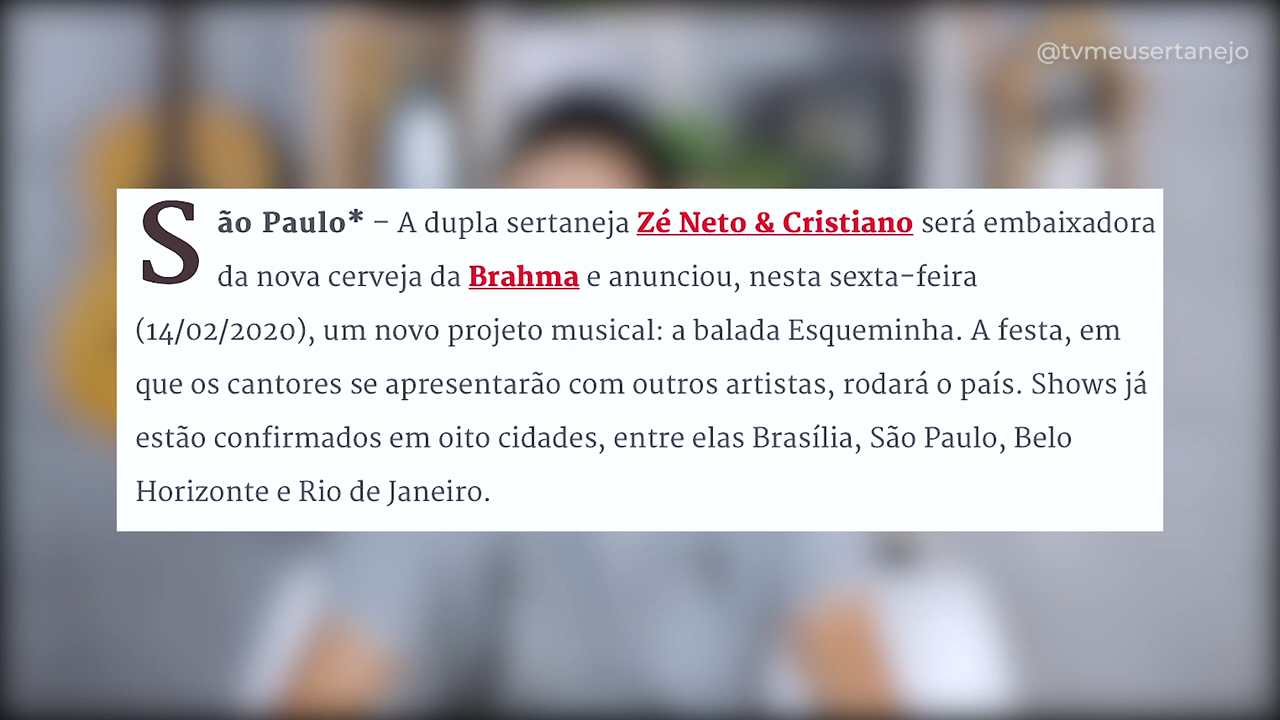 @tvmeusertanejo
São Paulo* – A dupla sertaneja Zé Neto & Cristiano será embaixadora
da nova cerveja da Brahma e anunciou, nesta sexta-feira
(14/02/2020), um novo projeto musical: a balada Esqueminha. A festa, em
que os cantores se apresentarão com outros artistas, rodará o país. Shows já
estão confirmados em oito cidades, entre elas Brasília, São Paulo, Belo
Horizonte e Rio de Janeiro.